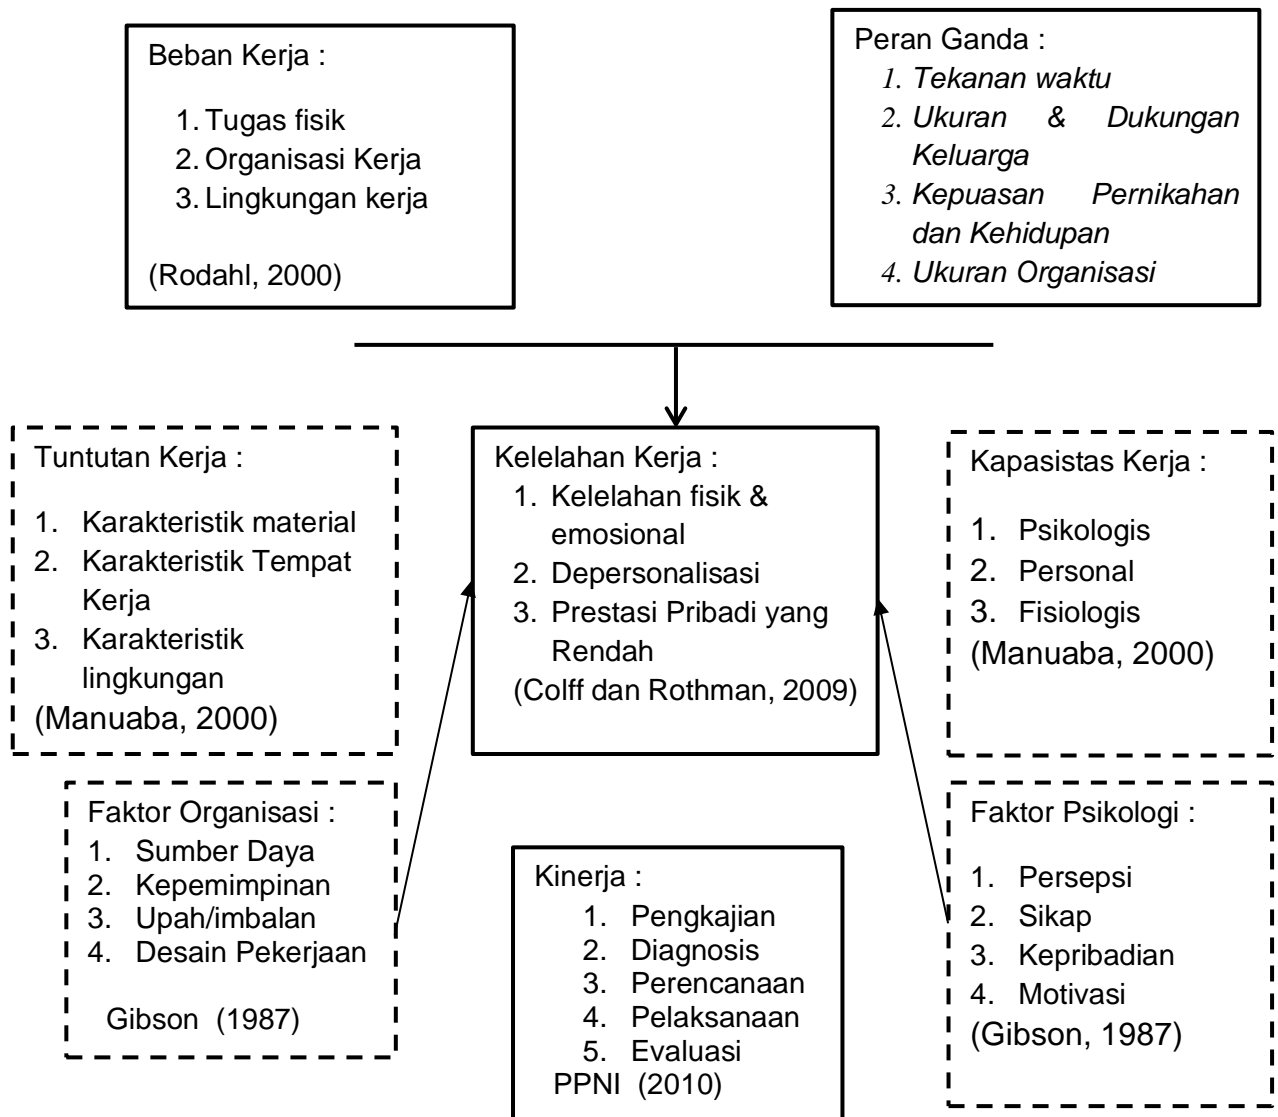 Beban Kerja :
1. Tugas fisik
2. Organisasi Kerja
3. Lingkungan kerja
(Rodahl, 2000)
Peran Ganda :
1. Tekanan waktu
2. Ukuran & Dukungan
Keluarga
3. Kepuasan Pernikahan
dan Kehidupan
4. Ukuran Organisasi
Tuntutan Kerja :
1. Karakteristik material
2. Karakteristik Tempat
Kerja
3. Karakteristik
lingkungan
(Manuaba, 2000)
Kelelahan Kerja :
1. Kelelahan fisik &
emosional
2. Depersonalisasi
3. Prestasi Pribadi yang
Rendah
(Colff dan Rothman, 2009)
Kapasistas Kerja :
1. Psikologis
2. Personal
3. Fisiologis
(Manuaba, 2000)
Faktor Organisasi :
1. Sumber Daya
2. Kepemimpinan
3. Upah/imbalan
4. Desain Pekerjaan
Gibson (1987)
Kinerja :
1. Pengkajian
2. Diagnosis
3. Perencanaan
4. Pelaksanaan
5. Evaluasi
PPNI (2010)
Faktor Psikologi :
1. Persepsi
2. Sikap
3. Kepribadian
4. Motivasi
(Gibson, 1987)